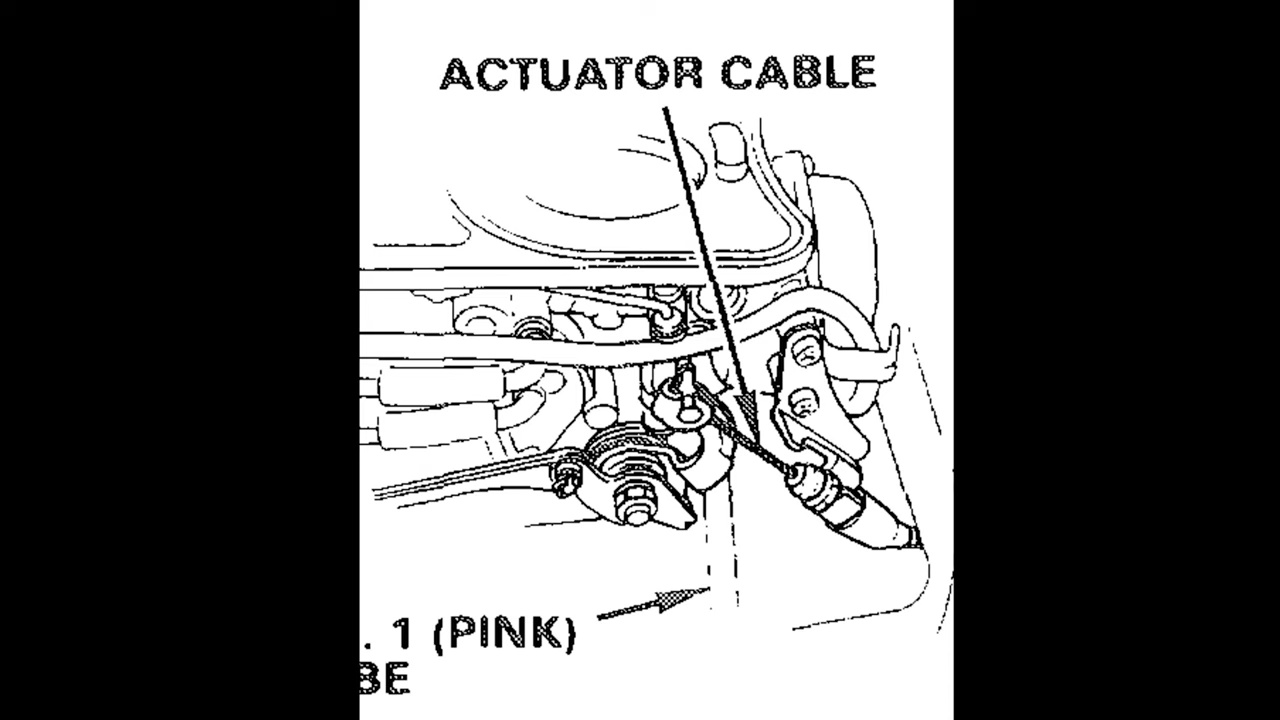 ACTUATOR CABLE
. 1 (PINK)
BE